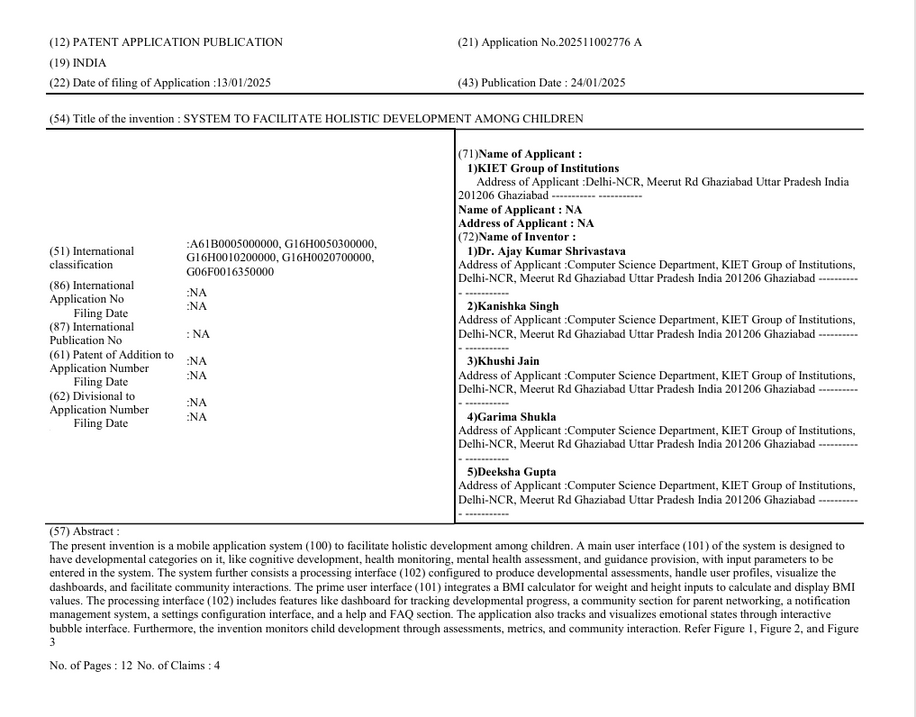 (12) PATENT APPLICATION PUBLICATION
(21) Application No.202511002776 A
(19) INDIA
(22) Date of filing of Application :13/01/2025
(43) Publication Date : 24/01/2025
(54) Title of the invention : SYSTEM TO FACILITATE HOLISTIC DEVELOPMENT AMONG CHILDREN
(51) International
classification
:A61B0005000000, G16H0050300000,
G16H0010200000, G16H0020700000,
G06F0016350000
(86) International
Application No
Filing Date
:NA
:NA
(87) International
Publication No
: NA
(61) Patent of Addition to
Application Number
Filing Date
:NA
:NA
(62) Divisional to
Application Number
Filing Date
:NA
:NA
(71)Name of Applicant :
1)KIET Group of Institutions
Address of Applicant :Delhi-NCR, Meerut Rd Ghaziabad Uttar Pradesh India
201206 Ghaziabad ----------- -----------
Name of Applicant : NA
Address of Applicant : NA
(72)Name of Inventor :
1)Dr. Ajay Kumar Shrivastava
Address of Applicant :Computer Science Department, KIET Group of Institutions,
Delhi-NCR, Meerut Rd Ghaziabad Uttar Pradesh India 201206 Ghaziabad ----------
- -----------
2)Kanishka Singh
Address of Applicant :Computer Science Department, KIET Group of Institutions,
Delhi-NCR, Meerut Rd Ghaziabad Uttar Pradesh India 201206 Ghaziabad ----------
- -----------
3)Khushi Jain
Address of Applicant :Computer Science Department, KIET Group of Institutions,
Delhi-NCR, Meerut Rd Ghaziabad Uttar Pradesh India 201206 Ghaziabad ----------
- -----------
4)Garima Shukla
Address of Applicant :Computer Science Department, KIET Group of Institutions,
Delhi-NCR, Meerut Rd Ghaziabad Uttar Pradesh India 201206 Ghaziabad ----------
- -----------
5)Deeksha Gupta
Address of Applicant :Computer Science Department, KIET Group of Institutions,
Delhi-NCR, Meerut Rd Ghaziabad Uttar Pradesh India 201206 Ghaziabad ----------
- -----------
(57) Abstract :
The present invention is a mobile application system (100) to facilitate holistic development among children. A main user interface (101) of the system is designed to
have developmental categories on it, like cognitive development, health monitoring, mental health assessment, and guidance provision, with input parameters to be
entered in the system. The system further consists a processing interface (102) configured to produce developmental assessments, handle user profiles, visualize the
dashboards, and facilitate community interactions. The prime user interface (101) integrates a BMI calculator for weight and height inputs to calculate and display BMI
values. The processing interface (102) includes features like dashboard for tracking developmental progress, a community section for parent networking, a notification
management system, a settings configuration interface, and a help and FAQ section. The application also tracks and visualizes emotional states through interactive
bubble interface. Furthermore, the invention monitors child development through assessments, metrics, and community interaction. Refer Figure 1, Figure 2, and Figure
3
No. of Pages : 12 No. of Claims : 4